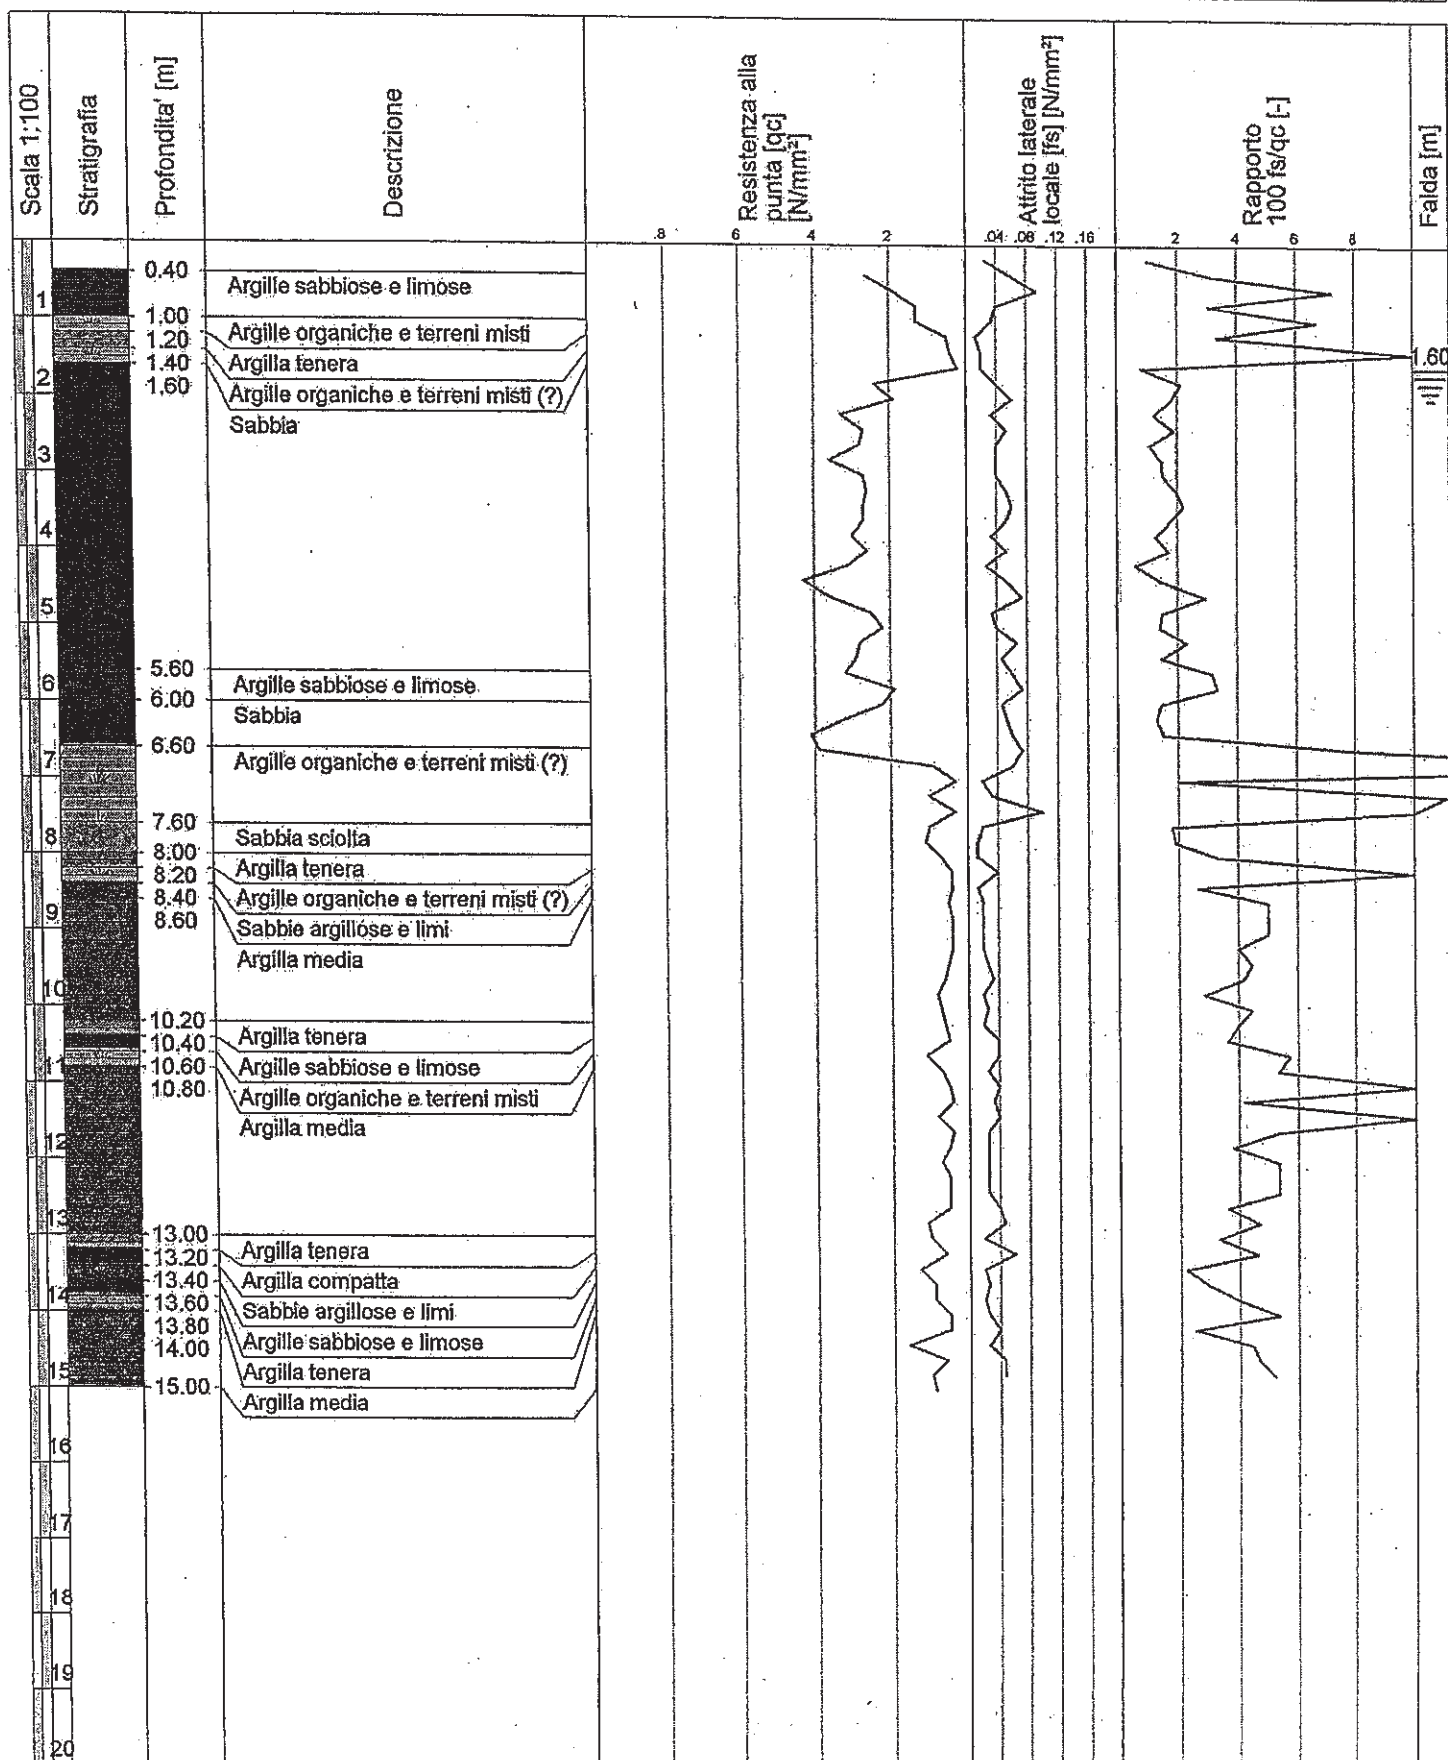 Scala 1:100
Stratigrafia
Profondita' [m]
Descrizione
Resistenza alla
punta [qc]
[N/mm²]
Attrito laterale
locale [fs] [N/mm²]
Rapporto
100 fs/qc [-]
Falda [m]
8 6 4 2 .04 .08 .12 .16 2 4 6 8
0.40
Argille sabbiose e limose
1
1.00
Argille organiche e terreni misti
1.20
Argilla tenera
1.40
1.60
2
Argille organiche e terreni misti (?)
1.60
Sabbia
3
4
5
5.60
Argille sabbiose e limose
6
6.00
Sabbia
6.60
Argille organiche e terreni misti (?)
7
7.60
Sabbia sciolta
8
8.00
Argilla tenera
8.20
Argille organiche e terreni misti (?)
8.40
9
8.60
Sabbie argillose e limi
Argilla media
10
10.20
Argilla tenera
10.40
Argille sabbiose e limose
11
10.60
Argille organiche e terreni misti
10.80
Argilla media
12
13
13.00
Argilla tenera
13.20
Argilla compatta
13.40
14
Sabbie argillose e limi
13.60
Argille sabbiose e limose
13.80
14.00
Argilla tenera
15
15.00
Argilla media
16
17
18
19
20